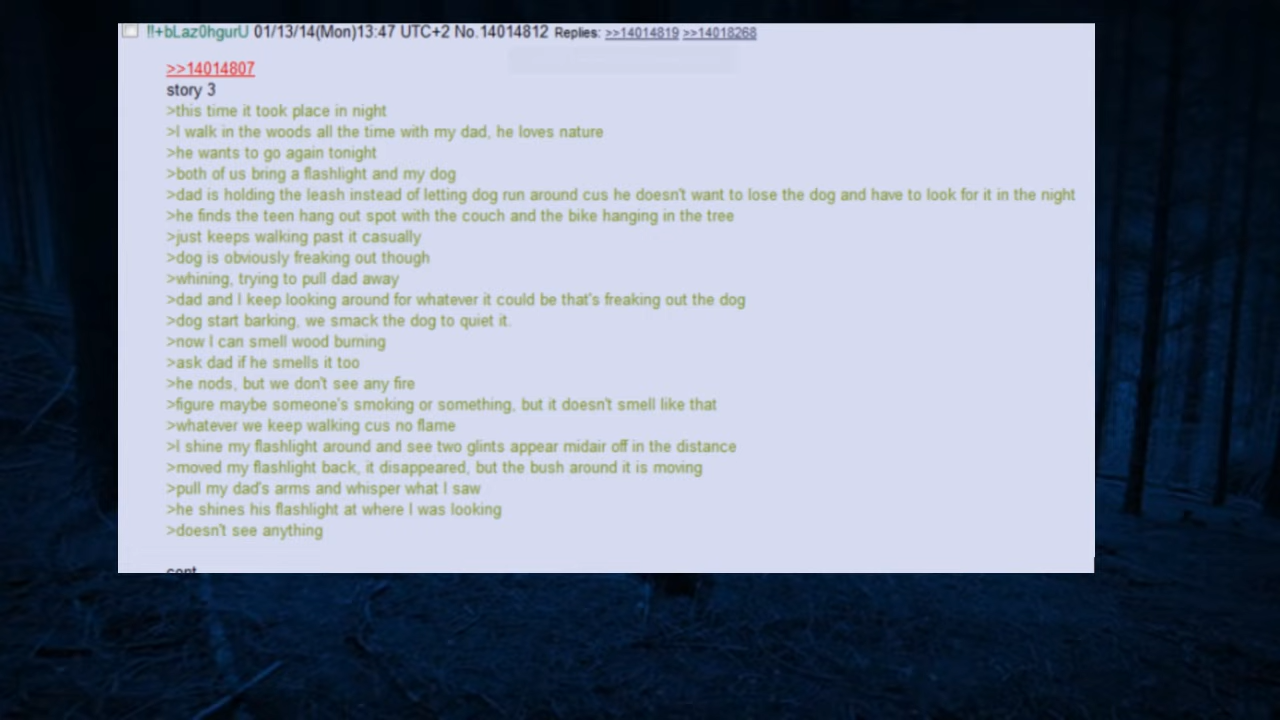 !!+bLaz0hgurU 01/13/14(Mon)13:47 UTC+2 No.14014812 Replies: >>14014819 >>14018268
>>14014807
story 3
>this time it took place in night
>I walk in the woods all the time with my dad, he loves nature
>he wants to go again tonight
>both of us bring a flashlight and my dog
>dad is holding the leash instead of letting dog run around cus he doesn't want to lose the dog and have to look for it in the night
>he finds the teen hang out spot with the couch and the bike hanging in the tree
>just keeps walking past it casually
>dog is obviously freaking out though
>whining, trying to pull dad away
>dad and I keep looking around for whatever it could be that's freaking out the dog
>dog start barking, we smack the dog to quiet it.
>now I can smell wood burning
>ask dad if he smells it too
>he nods, but we don't see any fire
>figure maybe someone's smoking or something, but it doesn't smell like that
>whatever we keep walking cus no flame
>I shine my flashlight around and see two glints appear midair off in the distance
>moved my flashlight back, it disappeared, but the bush around it is moving
>pull my dad's arms and whisper what I saw
>he shines his flashlight at where I was looking
>doesn't see anything
cont